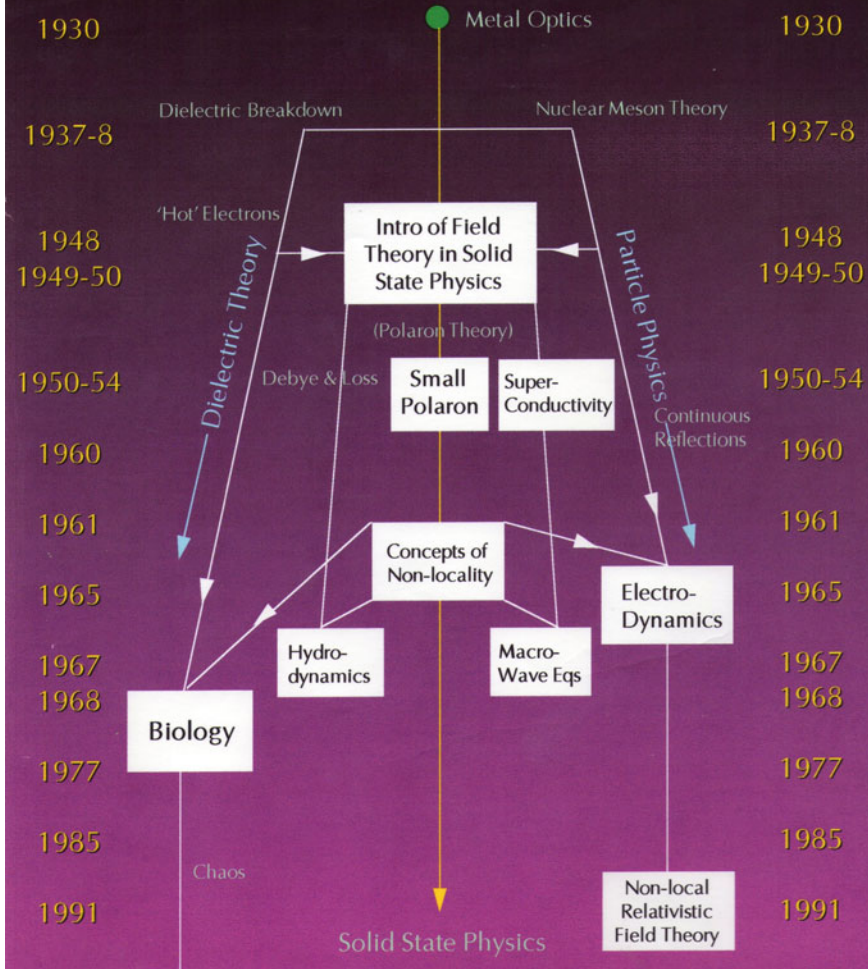 Metal Optics
1930
1930
Dielectric Breakdown
Nuclear Meson Theory
1937-8
1937-8
'Hot' Electrons
Intro of Field
Theory in Solid
State Physics
1948
1948
1949-50
1949-50
Dielectric Theory
Particle Physics
(Polaron Theory)
Debye & Loss
Small
Polaron
Super-
Conductivity
1950-54
1950-54
Continuous
Reflections
1960
1960
1961
1961
Concepts of
Non-locality
Electro-
Dynamics
1965
1965
Hydro-
dynamics
Macro-
Wave Eqs
1967
1967
1968
1968
Biology
1977
1977
1985
1985
Chaos
Non-local
Relativistic
Field Theory
1991
1991
Solid State Physics